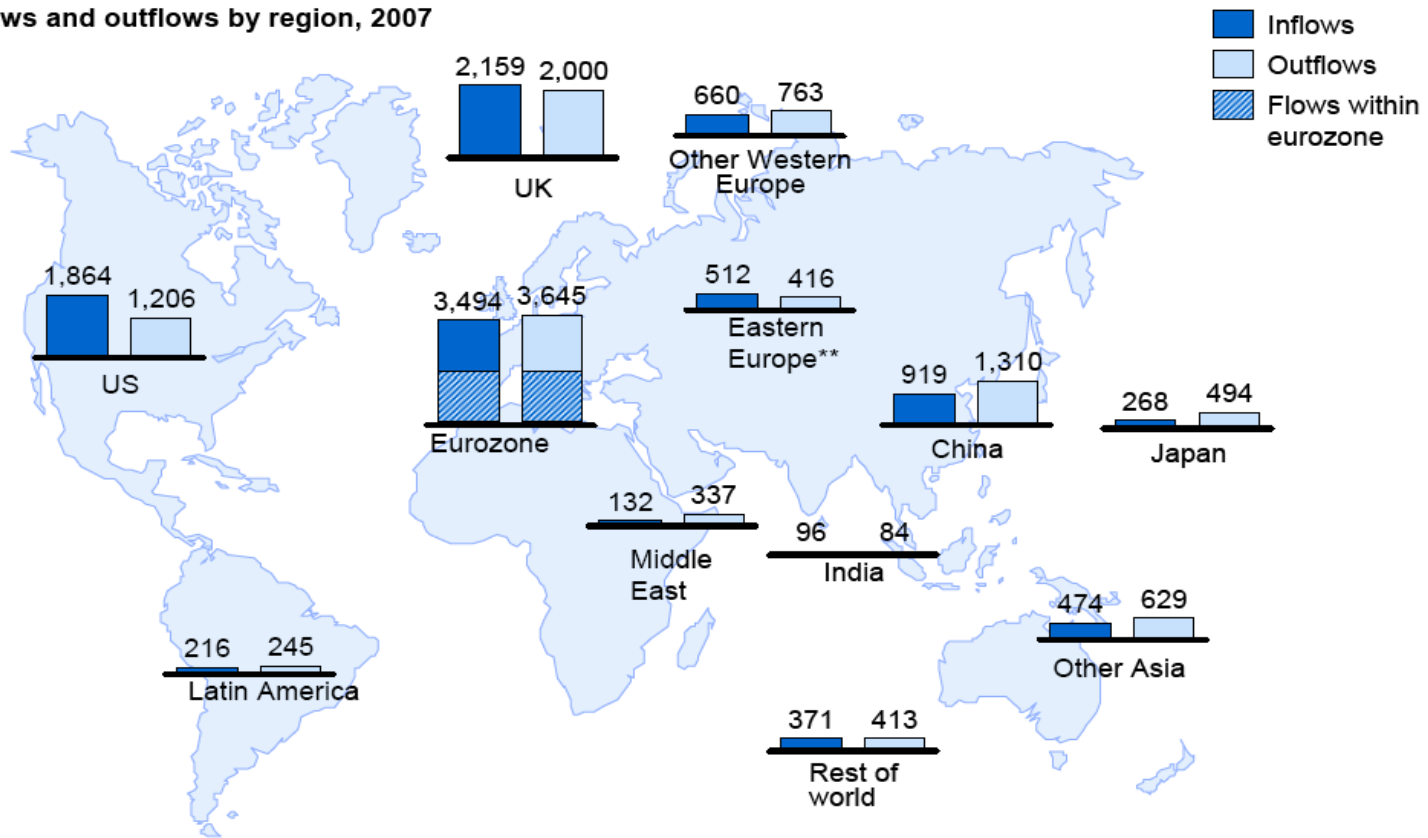 ws and outflows by region, 2007
Inflows
Outflows
Flows within
eurozone
2,159 2,000
UK
660 763
Other Western
Europe
1,864
1,206
US
3,494 3,645
Eurozone
512 416
Eastern
Europe**
919 1,310
China
268 494
Japan
132 337
Middle
East
96 84
India
474 629
Other Asia
216 245
Latin America
371 413
Rest of
world